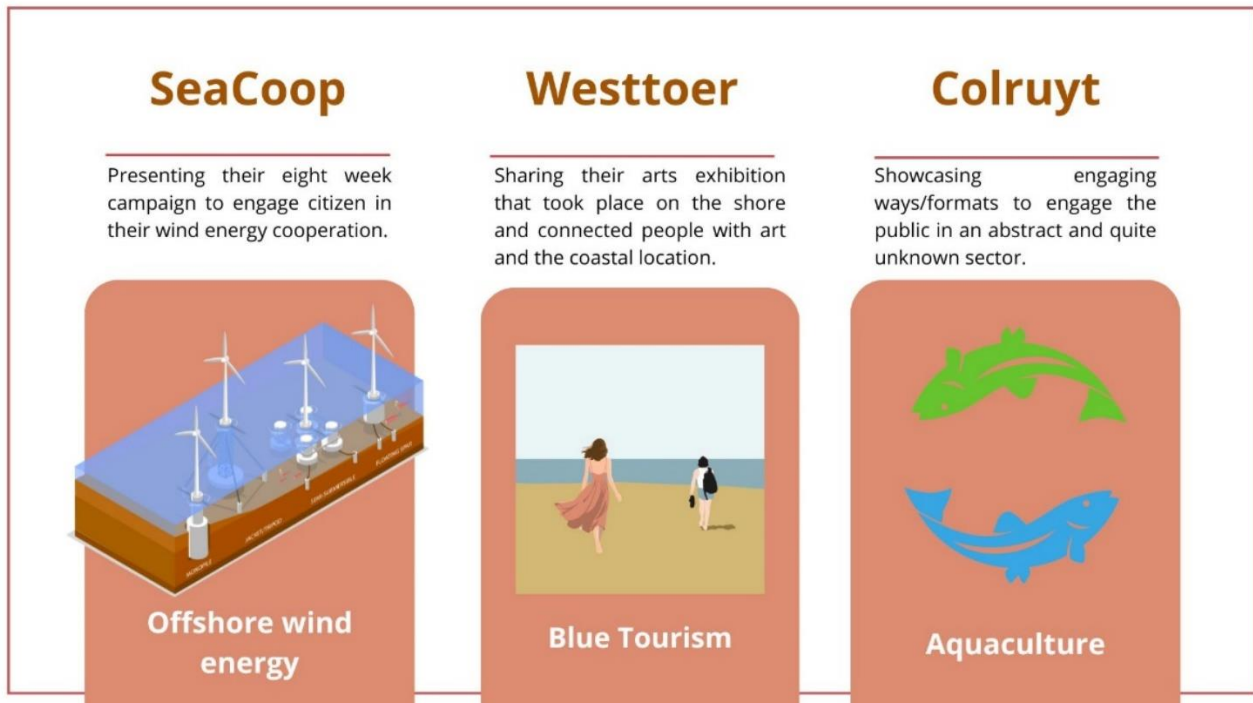 SeaCoop
Presenting their eight week
campaign to engage citizen in
their wind energy cooperation.
Offshore wind
energy
Westtoer
Sharing their arts exhibition
that took place on the shore
and connected people with art
and the coastal location.
Blue Tourism
Colruyt
Showcasing engaging
ways/formats to engage the
public in an abstract and quite
unknown sector.
Aquaculture